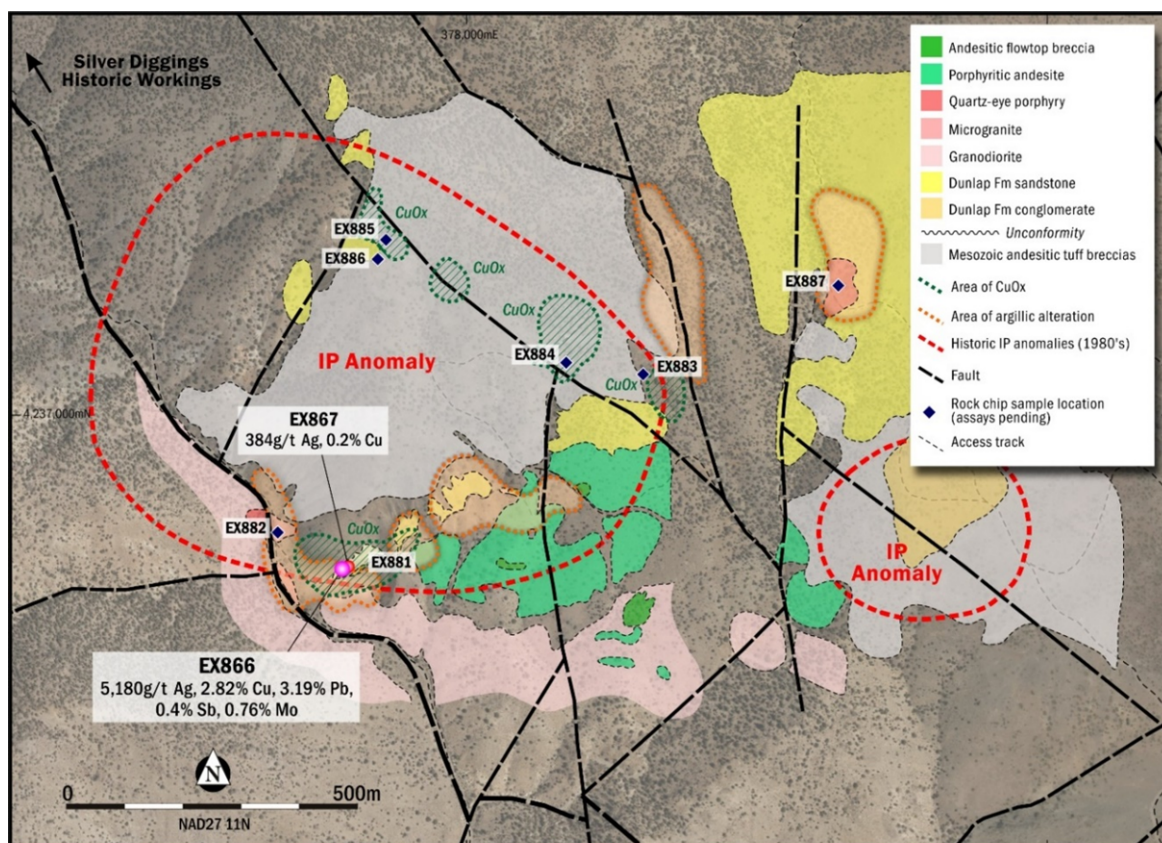 Silver Diggings
Historic Workings
378,000mE
4,237,000mN
CuOx
EX885
EX886
CuOx
CuOx
EX884
CuOx
EX883
EX887
IP Anomaly
EX867
384g/t Ag, 0.2% Cu
EX882
CuOx
EX881
IP
Anomaly
EX866
5,180g/t Ag, 2.82% Cu, 3.19% Pb,
0.4% Sb, 0.76% Mo
N
0 500m
NAD27 11N
Andesitic flowtop breccia
Porphyritic andesite
Quartz-eye porphyry
Microgranite
Granodiorite
Dunlap Fm sandstone
Dunlap Fm conglomerate
Unconformity
Mesozoic andesitic tuff breccias
Area of CuOx
Area of argillic alteration
Historic IP anomalies (1980's)
Fault
Rock chip sample location
(assays pending)
Access track